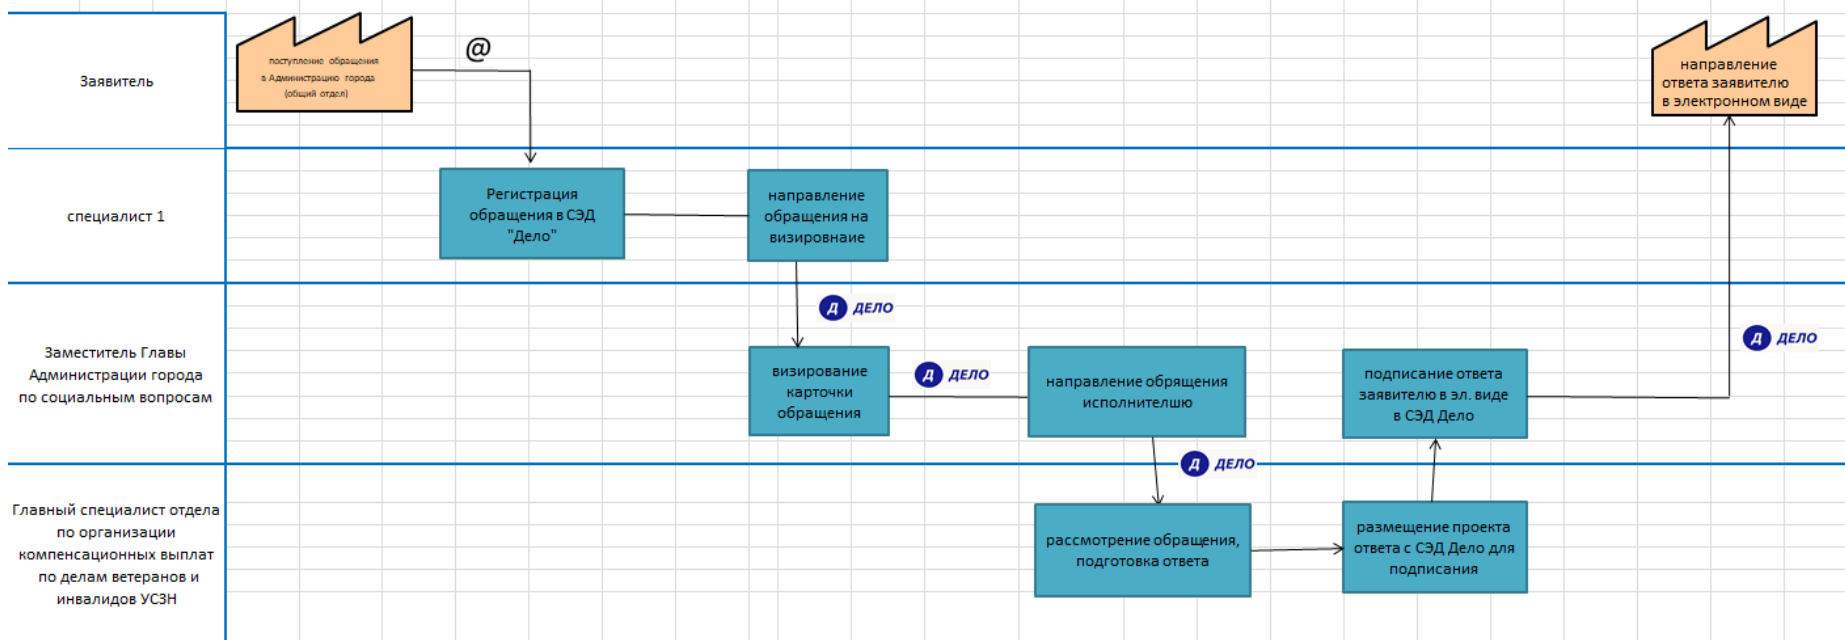 Заявитель
поступление обращения
в Администрацию города
(общий отдел)
@
направление
ответа заявителю
в электронном виде
специалист 1
Регистрация
обращения в СЭД
"Дело"
направление
обращения на
визировнаие
Д ДЕЛО
Заместитель Главы
Администрации города
по социальным вопросам
визирование
карточки
обращения
Д ДЕЛО
направление обрящения
исполнителшю
подписание ответа
заявителю в эл. виде
в СЭД Дело
Д ДЕЛО
Д ДЕЛО
Главный специалист отдела
по организации
компенсационных выплат
по делам ветеранов и
инвалидов УСЗН
рассмотрение обращения,
подготовка ответа
размещение проекта
ответа с СЭД Дело для
подписания